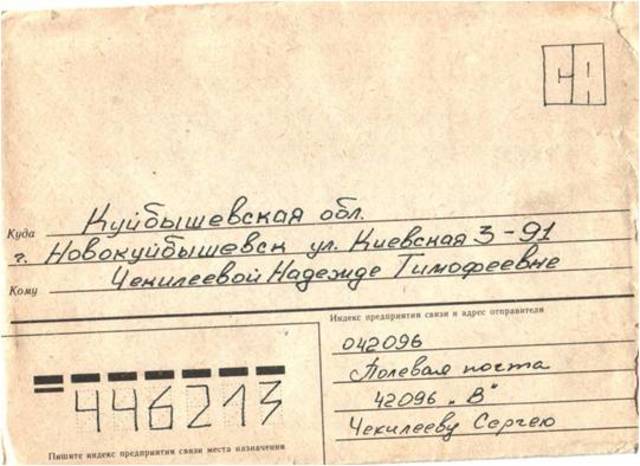 СА
Куда Куйбышевская обл.
г. Новокуйбышевск ул. Киевская 3-91
Кому Чекилеевой Надежде Тимофеевне
Индекс предприятия связи и адрес отправителя
042096
Полевая почта
42096 „В"
Чекилееву Сергею
446213
Пишите индекс предприятия связи места назначения